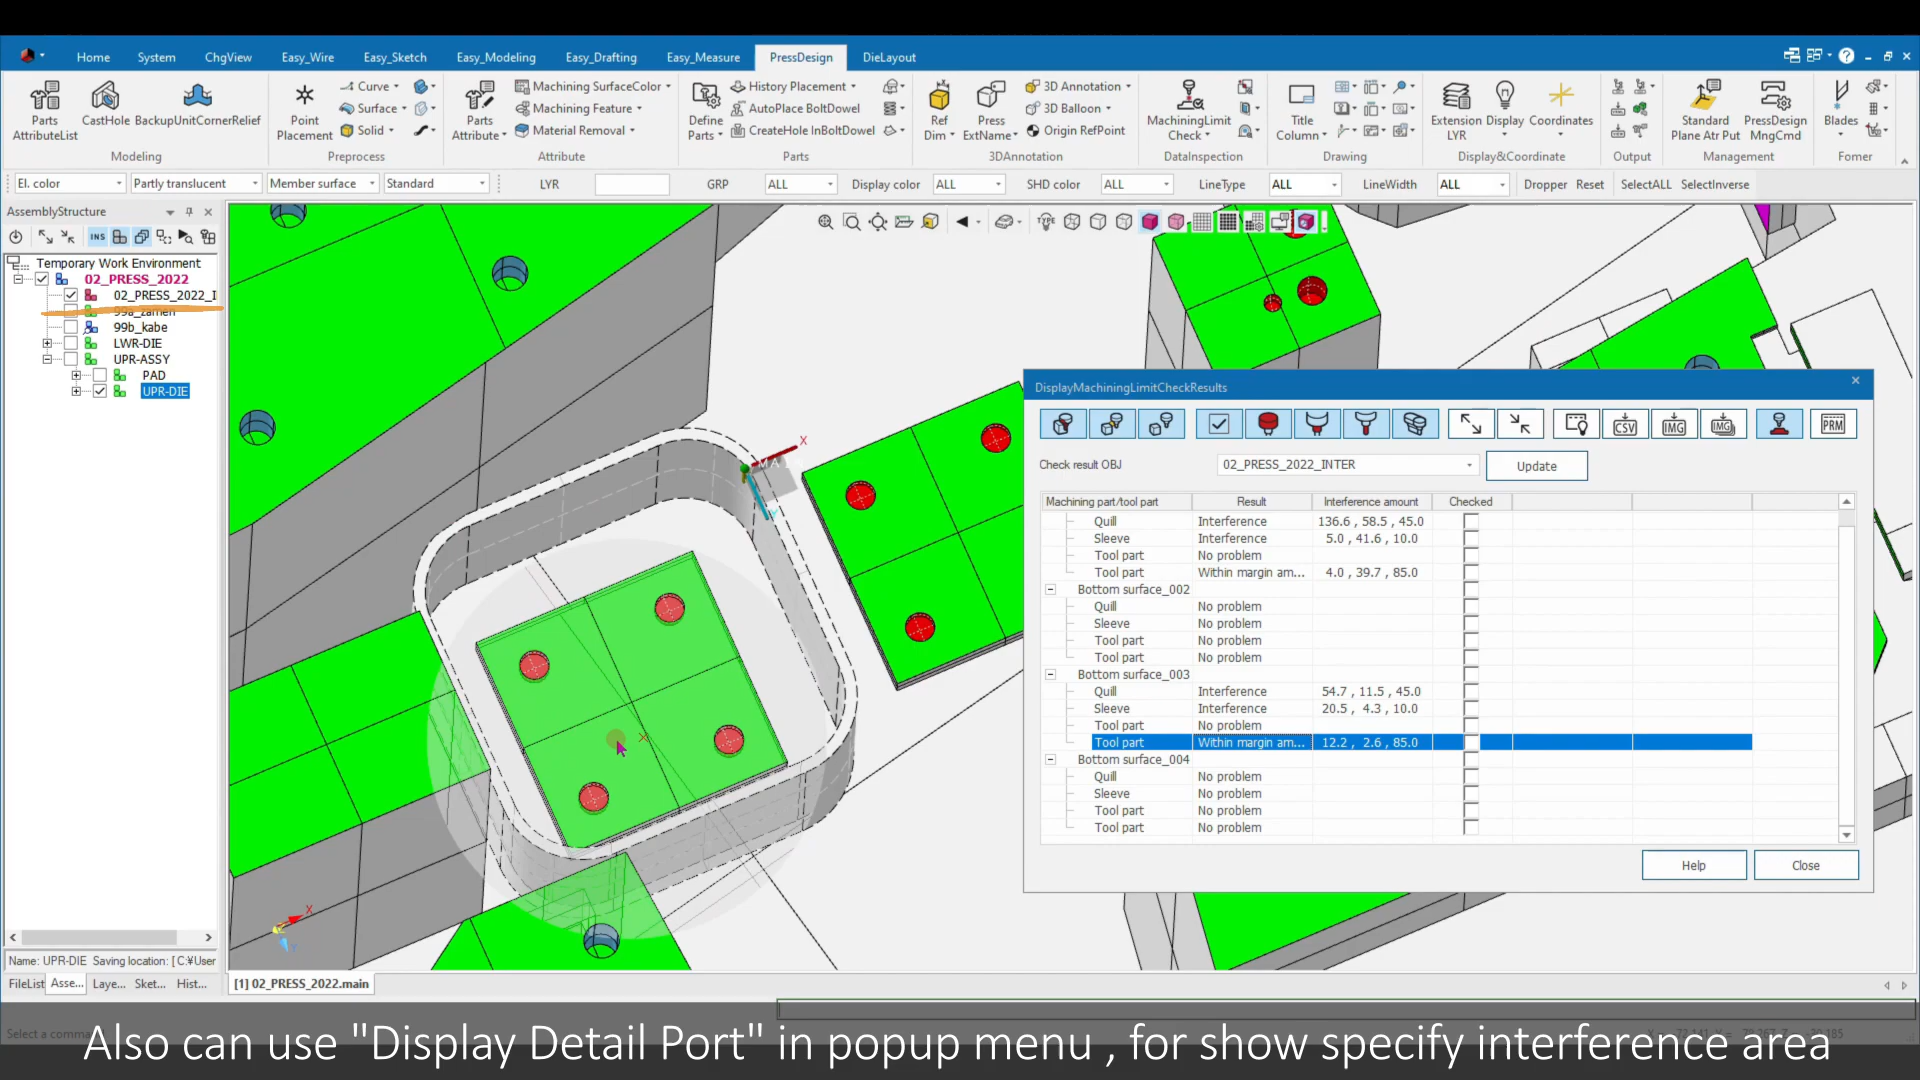 Home System ChgView Easy_Wire Easy_Sketch Easy_Modeling Easy_Drafting Easy_Measure PressDesign DieLayout
Parts AttributeList
CastHole
BackupUnitCornerRelief
Modeling
Point Placement
Curve
Surface
Solid
Preprocess
Parts Attribute
Machining SurfaceColor
Machining Feature
Material Removal
Attribute
Define Parts
History Placement
AutoPlace BoltDowel
CreateHole InBoltDowel
Parts
Ref Dim
Press ExtName
3D Annotation
3D Balloon
Origin RefPoint
3DAnnotation
MachiningLimit Check
DataInspection
Title Column
Drawing
Extension LYR
Display
Coordinates
Display&Coordinate
Output
Standard Plane Atr Put
PressDesign MngCmd
Management
Blades
Fomer
El. color Partly translucent Member surface Standard LYR GRP ALL Display color ALL SHD color ALL LineType ALL LineWidth ALL Dropper Reset SelectALL SelectInverse
AssemblyStructure
INS
TYPE
Temporary Work Environment
02_PRESS_2022
02_PRESS_2022_I
99b_kabe
LWR-DIE
UPR-ASSY
PAD
UPR-DIE
X
X
X
DisplayMachiningLimitCheckResults
CSV IMG IMG PRM
Check result OBJ 02_PRESS_2022_INTER Update
Machining part/tool part Result Interference amount Checked
Quill Interference 136.6 , 58.5 , 45.0
Sleeve Interference 5.0 , 41.6 , 10.0
Tool part No problem
Tool part Within margin am... 4.0 , 39.7 , 85.0
Bottom surface_002
Quill No problem
Sleeve No problem
Tool part No problem
Tool part No problem
Bottom surface_003
Quill Interference 54.7 , 11.5 , 45.0
Sleeve Interference 20.5 , 4.3 , 10.0
Tool part No problem
Tool part Within margin am... 12.2 , 2.6 , 85.0
Bottom surface_004
Quill No problem
Sleeve No problem
Tool part No problem
Tool part No problem
Help Close
Name: UPR-DIE Saving location: [ C:¥User
FileList Asse... Laye... Sket... Hist...
[1] 02_PRESS_2022.main
Also can use "Display Detail Port" in popup menu , for show specify interference area